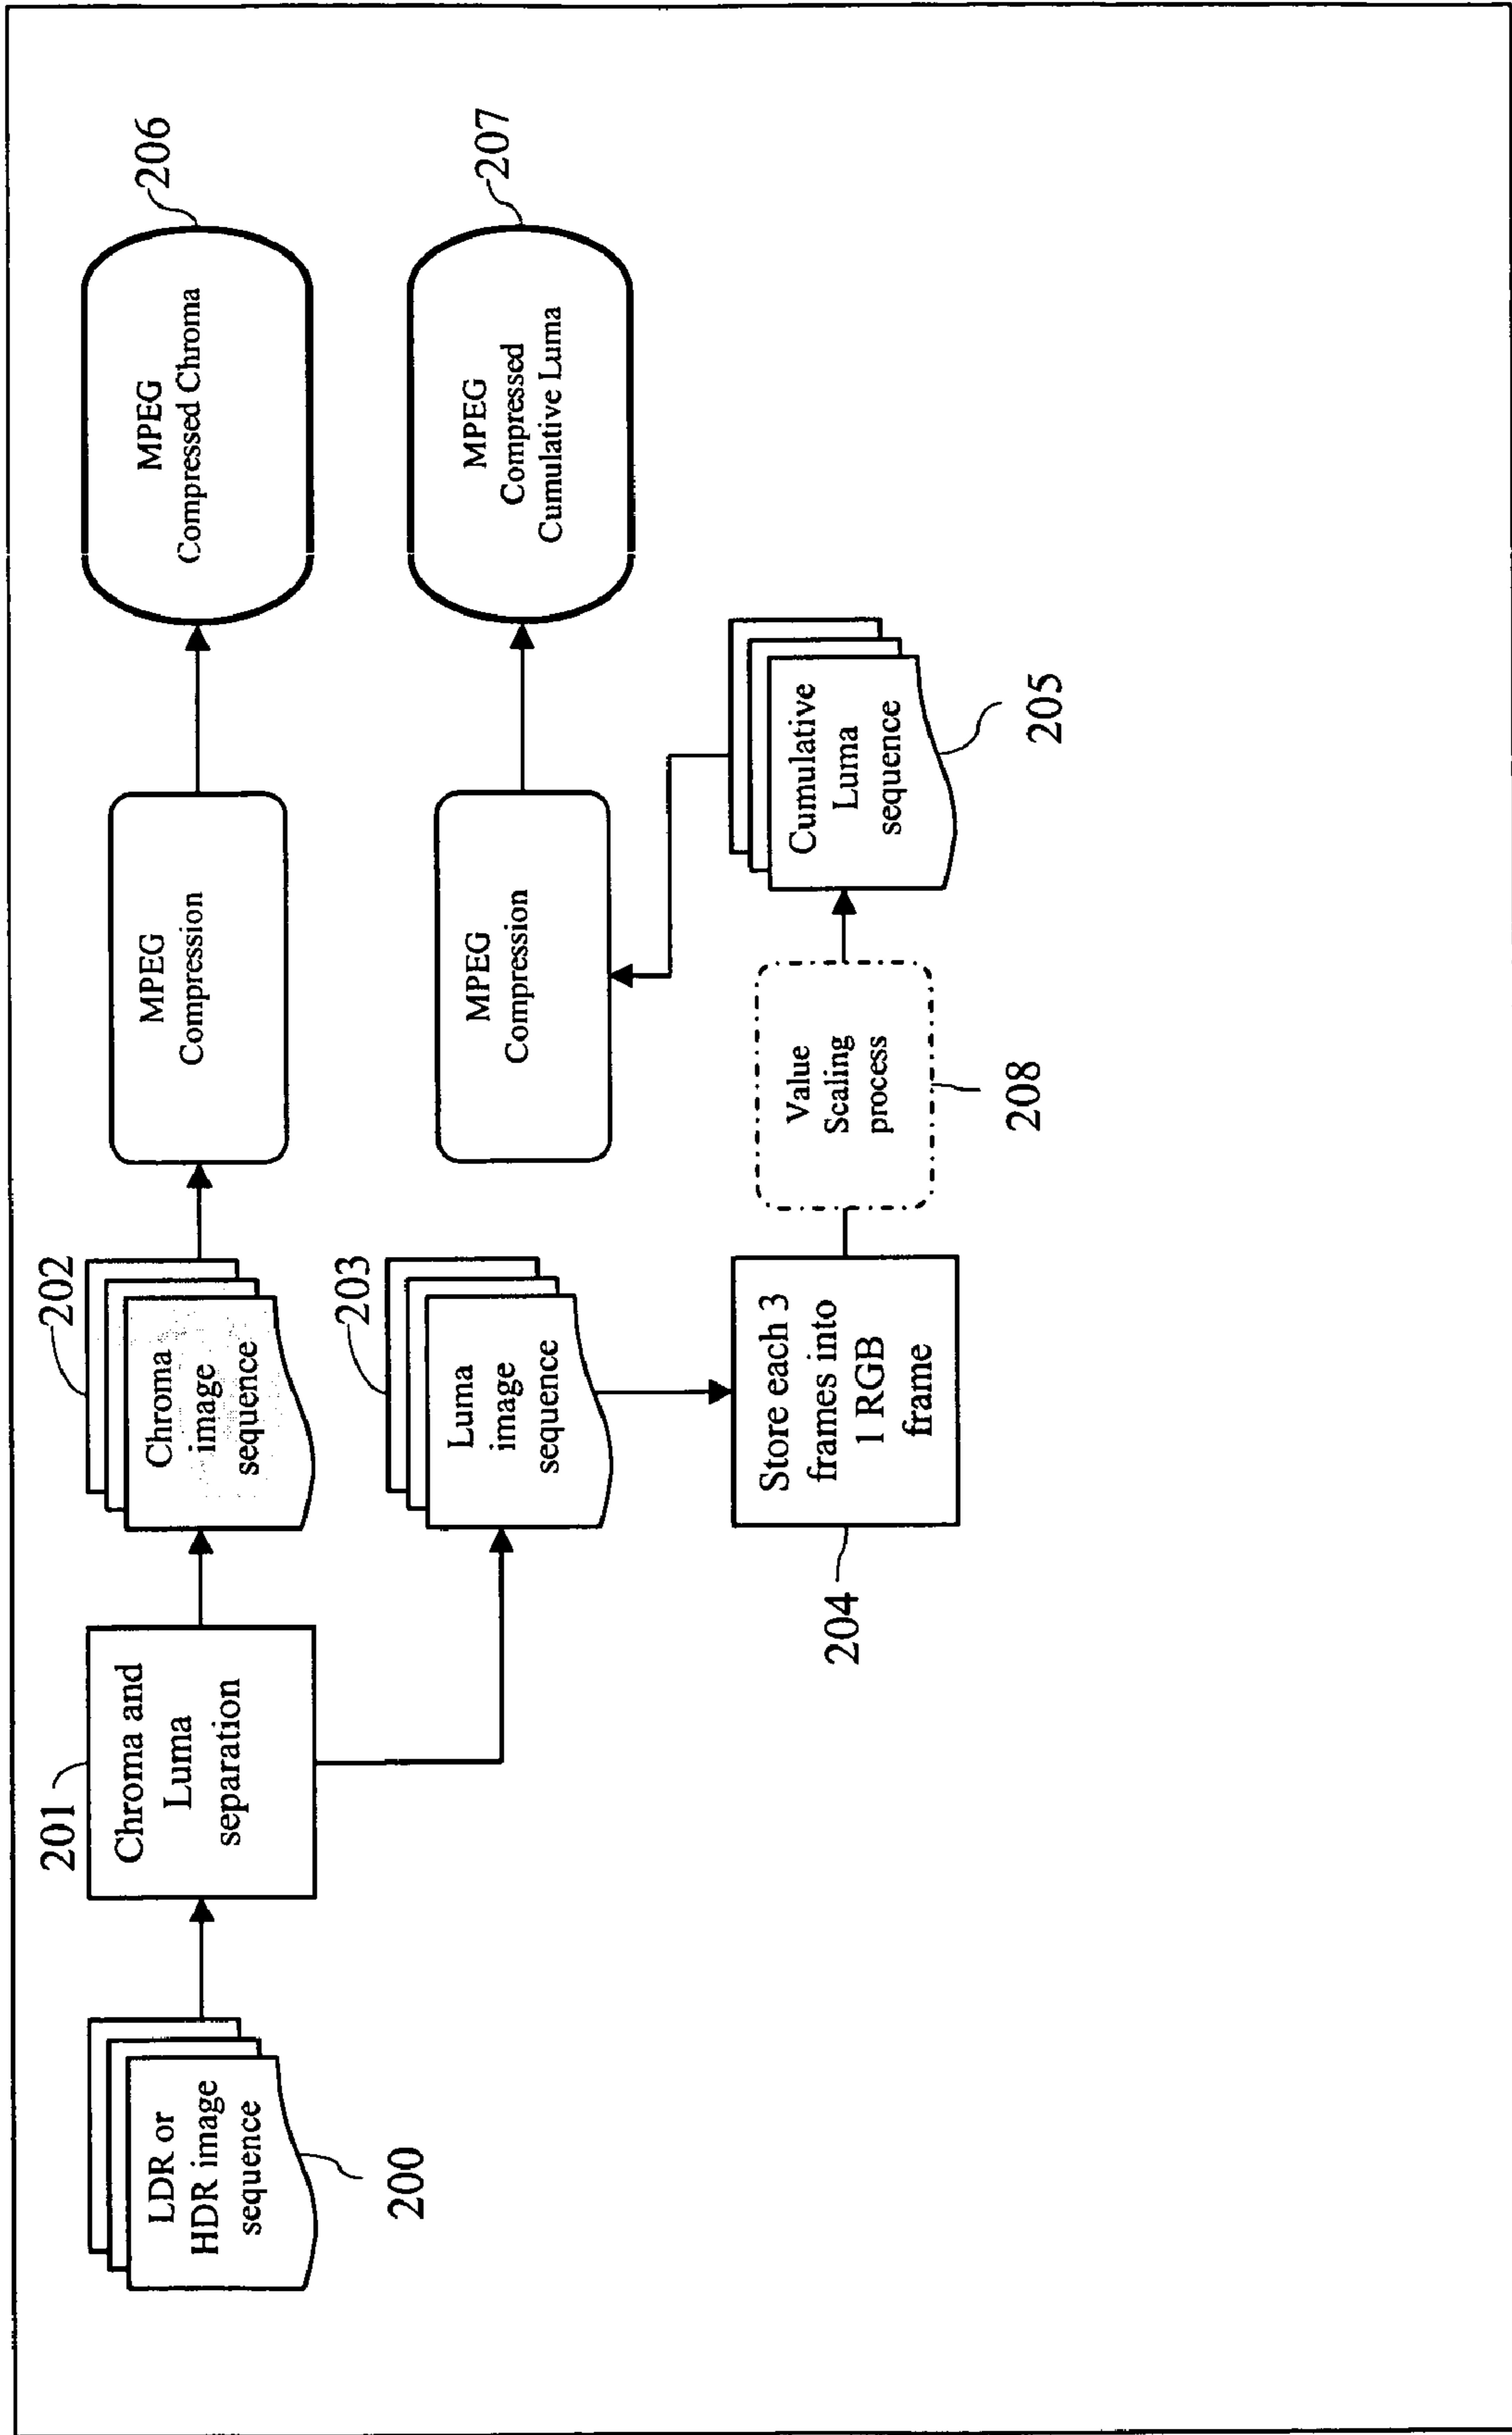 200
LDR or
HDR image
sequence
201
Chroma and
Luma
separation
202
Chroma
image
sequence
MPEG
Compression
206
MPEG
Compressed Chroma
203
Luma
image
sequence
204
Store each 3
frames into
1 RGB
frame
208
Value
Scaling
process
205
Cumulative
Luma
sequence
MPEG
Compression
207
MPEG
Compressed
Cumulative Luma